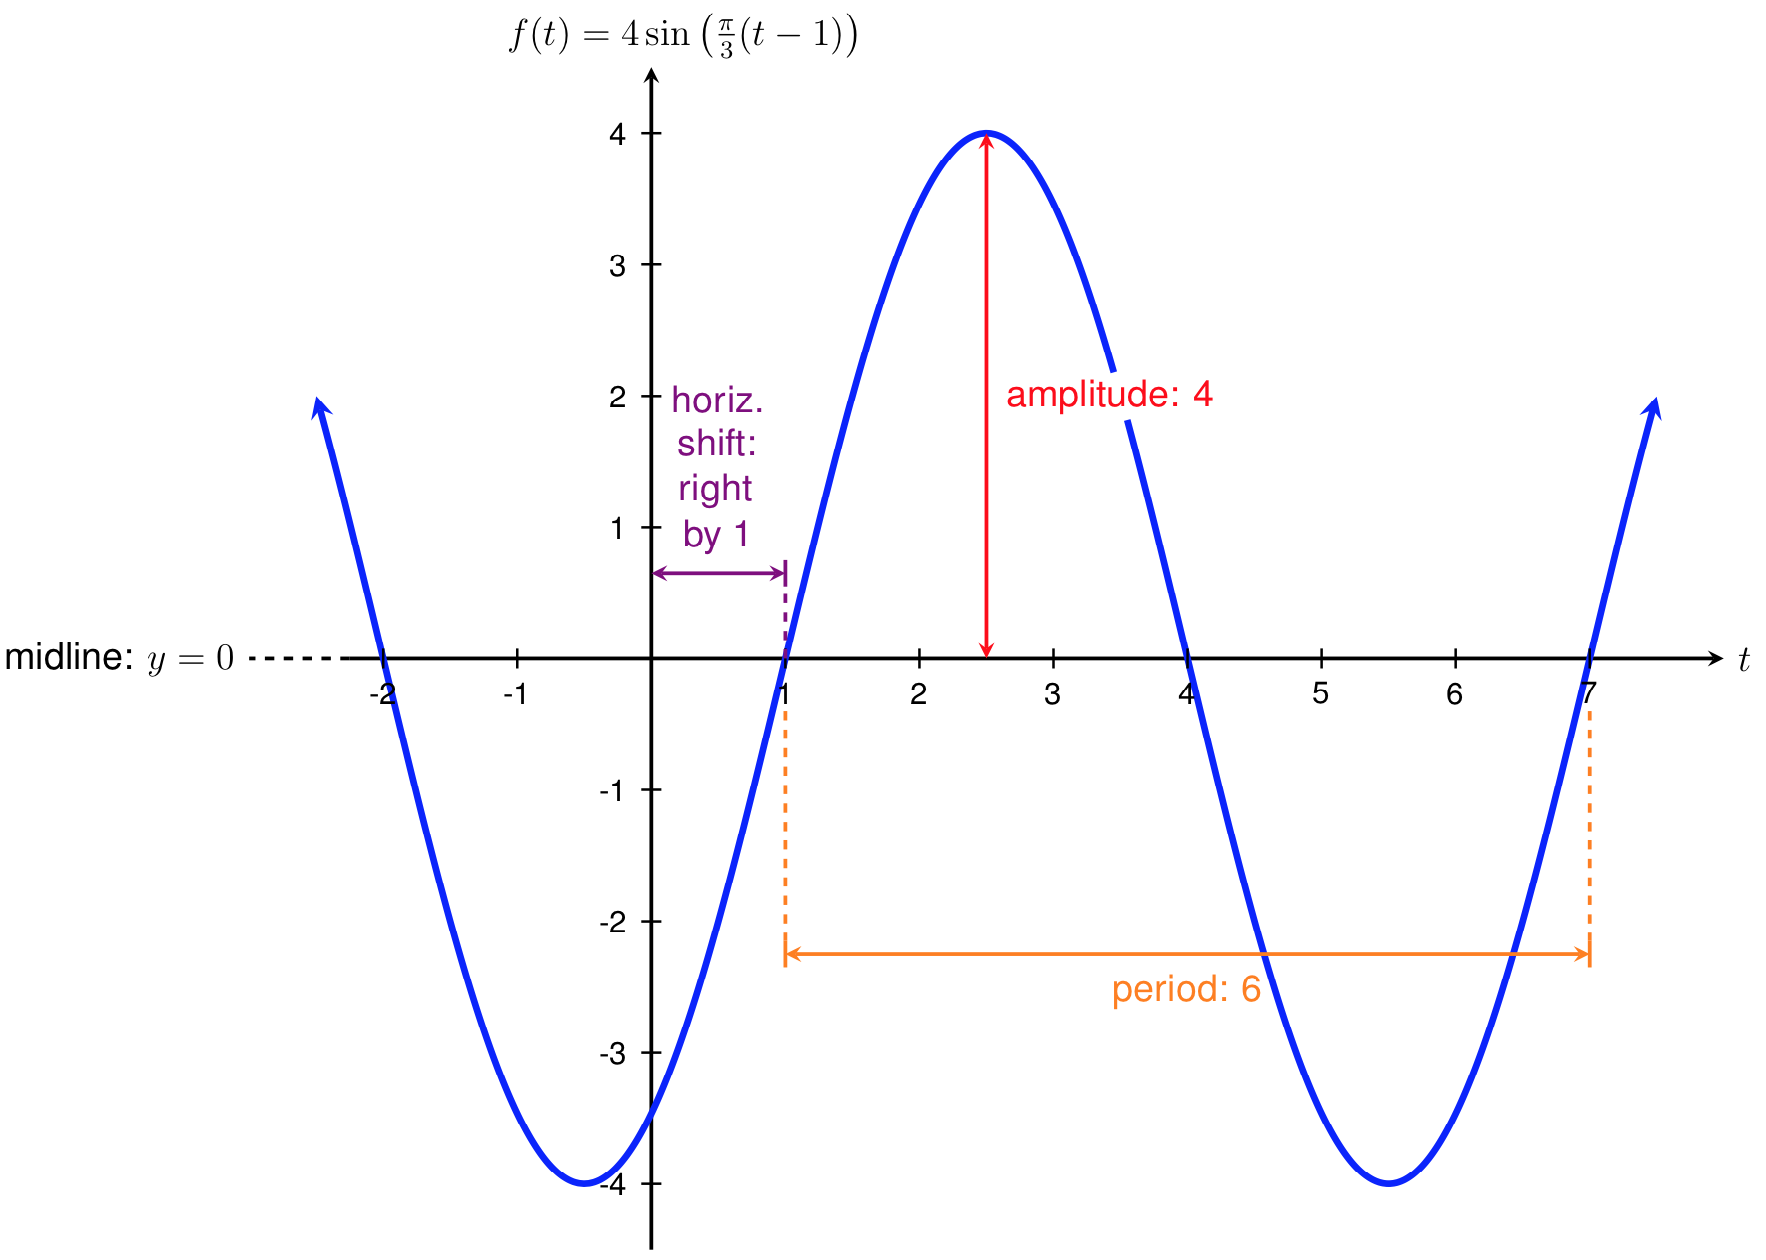 f(t) = 4 sin (π/3 (t − 1))
4
3
horiz.
shift:
right
by 1
2
amplitude: 4
1
midline: y = 0
t
-2
-1
1
2
3
4
5
6
7
-1
-2
period: 6
-3
-4